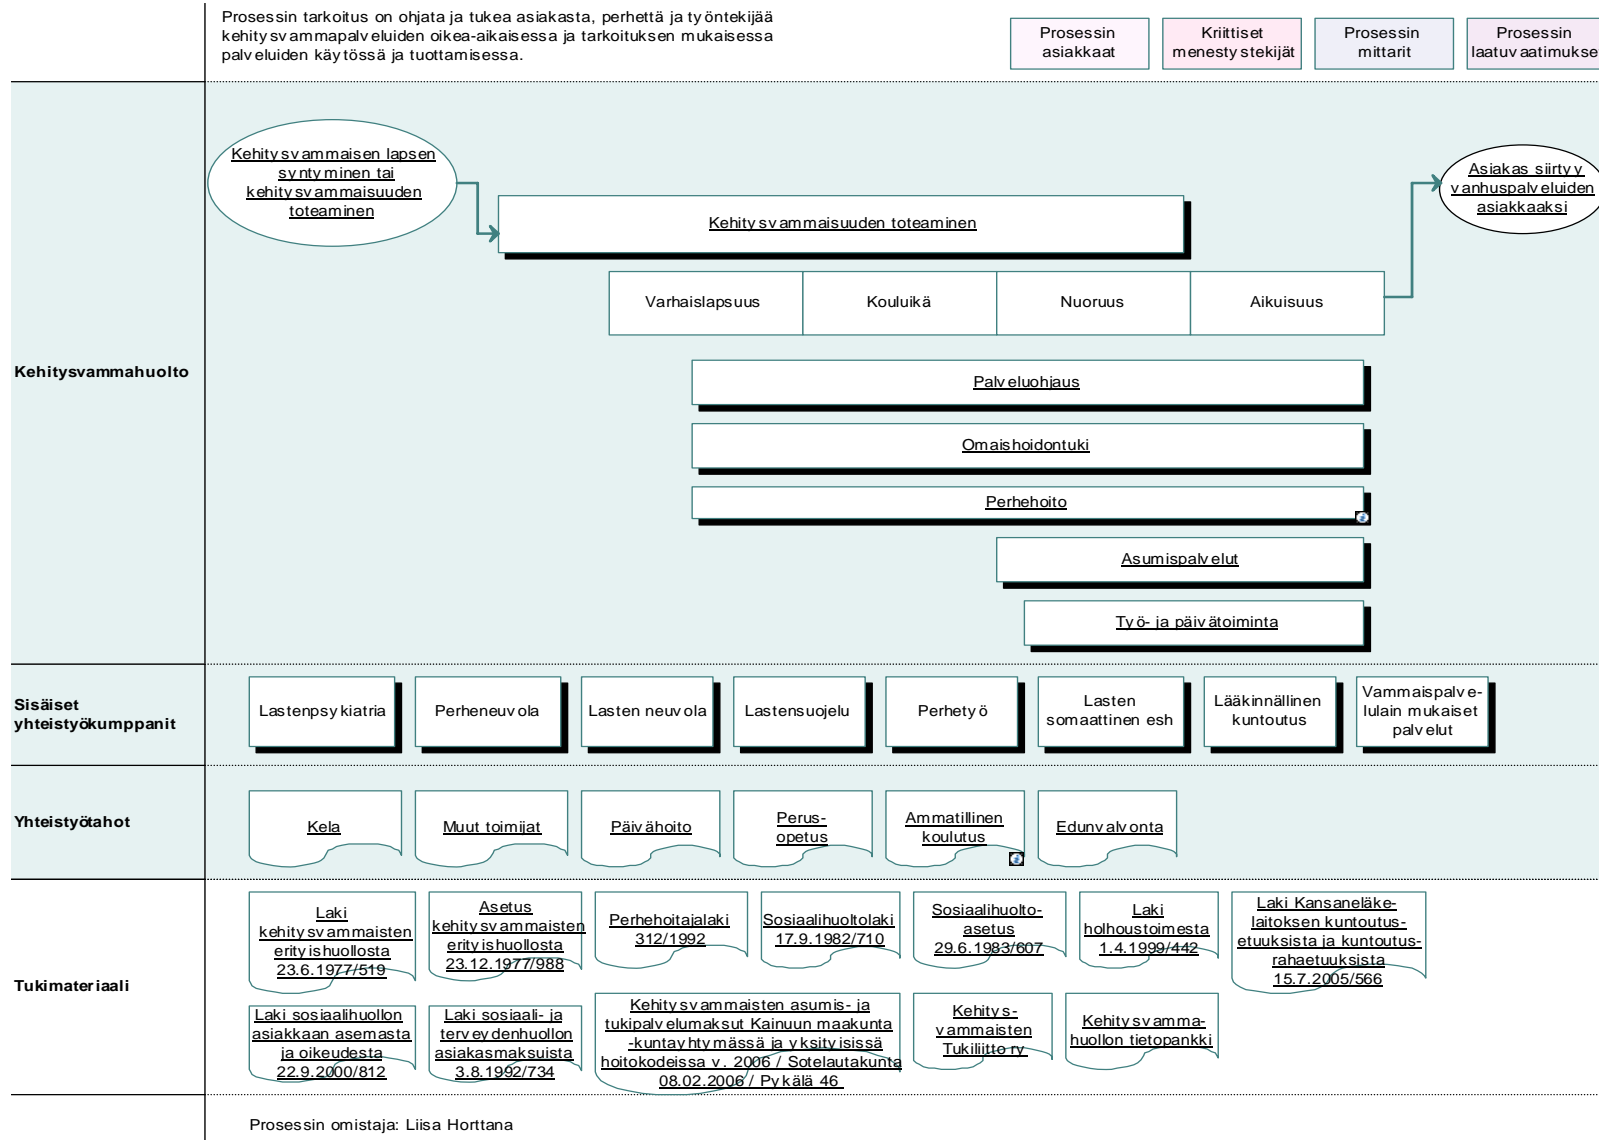 Prosessin tarkoitus on ohjata ja tukea asiakasta, perhettä ja työntekijää
kehitysvammapalveluiden oikea-aikaisessa ja tarkoituksen mukaisessa
palveluiden käytössä ja tuottamisessa.
Prosessin
asiakkaat
Kriittiset
menestystekijät
Prosessin
mittarit
Prosessin
laatuvaatimukse
Kehitysvammahuolto
Kehitysvammaisen lapsen
syntyminen tai
kehitysvammaisuuden
toteaminen
Kehitysvammaisuuden toteaminen
Asiakas siirtyy
vanhuspalveluiden
asiakkaaksi
Varhaislapsuus
Kouluikä
Nuoruus
Aikuisuus
Palveluohjaus
Omaishoidontuki
Perhehoito
Asumispalvelut
Työ- ja päivätoiminta
Sisäiset
yhteistyökumppanit
Lastenpsykiatria
Perheneuvola
Lasten neuvola
Lastensuojelu
Perhetyö
Lasten
somaattinen esh
Lääkinnällinen
kuntoutus
Vammaispalve-
lulain mukaiset
palvelut
Yhteistyötahot
Kela
Muut toimijat
Päivähoito
Perus-
opetus
Ammatillinen
koulutus
Edunvalvonta
Tukimateriaali
Laki
kehitysvammaisten
erityishuollosta
23.6.1977/519
Asetus
kehitysvammaisten
erityishuollosta
23.12.1977/988
Perhehoitajalaki
312/1992
Sosiaalihuoltolaki
17.9.1982/710
Sosiaalihuolto-
asetus
29.6.1983/607
Laki
holhoustoimesta
1.4.1999/442
Laki Kansaneläke-
laitoksen kuntoutus-
etuuksista ja kuntoutus-
rahaetuuksista
15.7.2005/566
Laki sosiaalihuollon
asiakkaan asemasta
ja oikeudesta
22.9.2000/812
Laki sosiaali- ja
terveydenhuollon
asiakasmaksuista
3.8.1992/734
Kehitysvammaisten asumis- ja
tukipalvelumaksut Kainuun maakunta
-kuntayhtymässä ja yksityisissä
hoitokodeissa v. 2006 / Sotelautakunta
08.02.2006 / Pykälä 46
Kehitys-
vammaisten
Tukiliitto ry
Kehitysvamma-
huollon tietopankki
Prosessin omistaja: Liisa Horttana